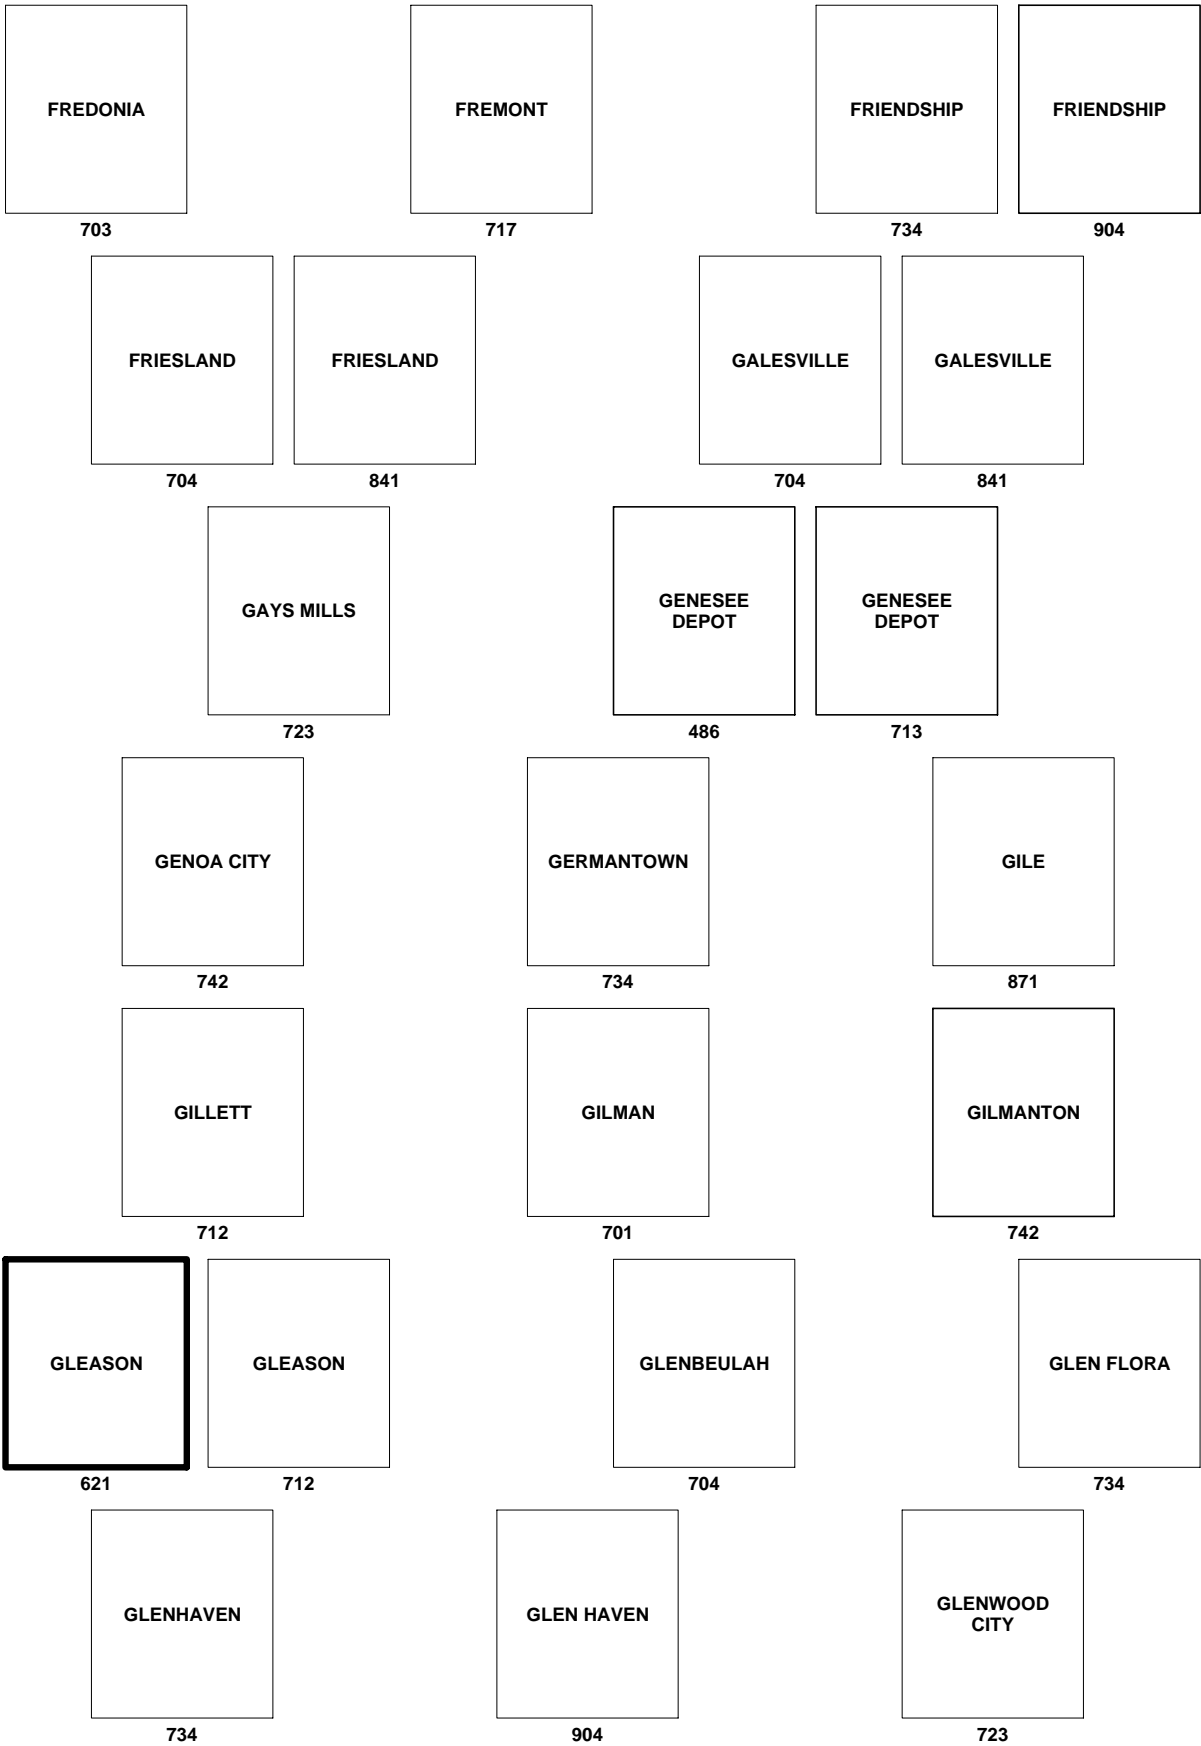 FREDONIA
703
FREMONT
717
FRIENDSHIP
734
FRIENDSHIP
904
FRIESLAND
704
FRIESLAND
841
GALESVILLE
704
GALESVILLE
841
GAYS MILLS
723
GENESEE
DEPOT
486
GENESEE
DEPOT
713
GENOA CITY
742
GERMANTOWN
734
GILE
871
GILLETT
712
GILMAN
701
GILMANTON
742
GLEASON
621
GLEASON
712
GLENBEULAH
704
GLEN FLORA
734
GLENHAVEN
734
GLEN HAVEN
904
GLENWOOD
CITY
723